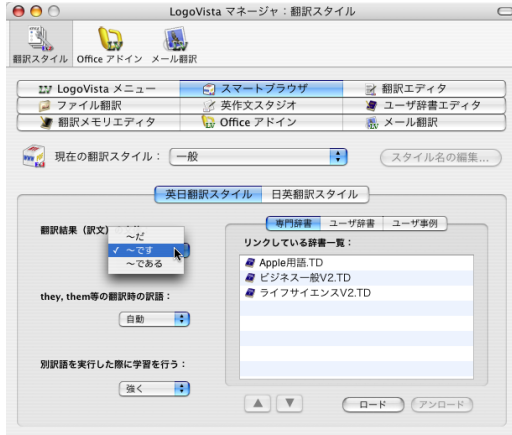 LogoVista マネージャ：翻訳スタイル
翻訳スタイル Office アドイン メール翻訳
LogoVista メニュー スマートブラウザ 翻訳エディタ
ファイル翻訳 英作文スタジオ ユーザ辞書エディタ
翻訳メモリエディタ Office アドイン メール翻訳
現在の翻訳スタイル： 一般 スタイル名の編集...
英日翻訳スタイル 日英翻訳スタイル
専門辞書 ユーザ辞書 ユーザ事例
翻訳結果（訳文）
～だ
✓ ～です
～である
リンクしている辞書一覧：
Apple用語.TD
ビジネス一般V2.TD
ライフサイエンスV2.TD
they, them等の翻訳時の訳語：
自動
別訳語を実行した際に学習を行う：
強く
ロード アンロード